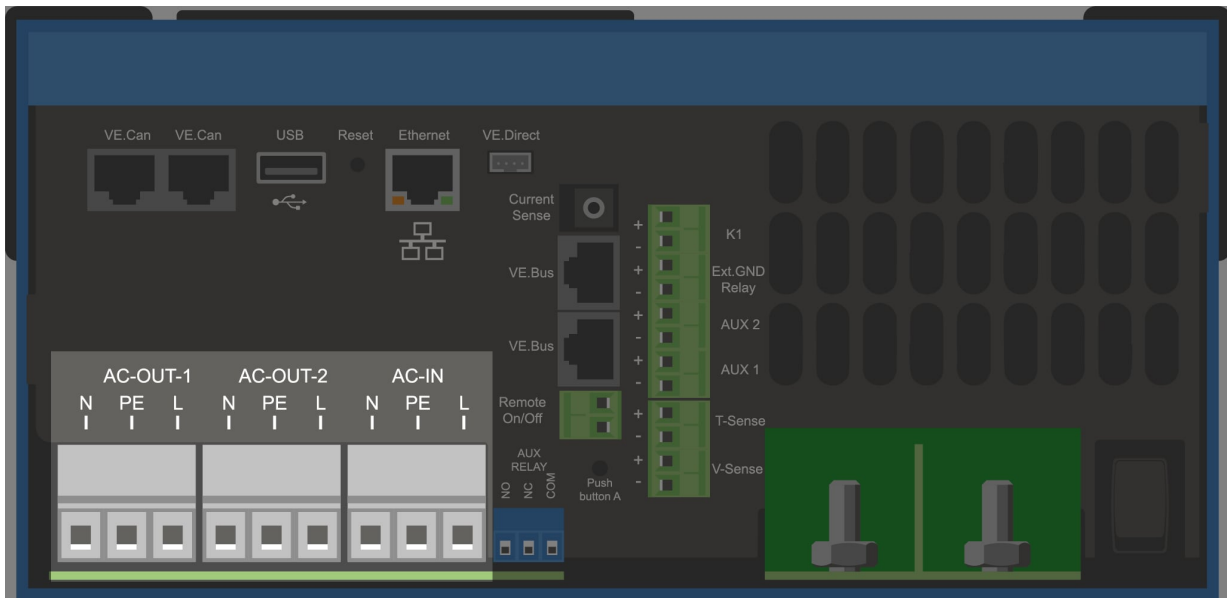 VE.Can VE.Can USB Reset Ethernet VE.Direct
Current
Sense
+
-
K1
VE.Bus
+
-
Ext.GND
Relay
+
-
AUX 2
VE.Bus
+
-
AUX 1
AC-OUT-1 AC-OUT-2 AC-IN
N PE L N PE L N PE L
Remote
On/Off
+
-
T-Sense
+
-
V-Sense
AUX
RELAY
NO NC COM
Push
button A